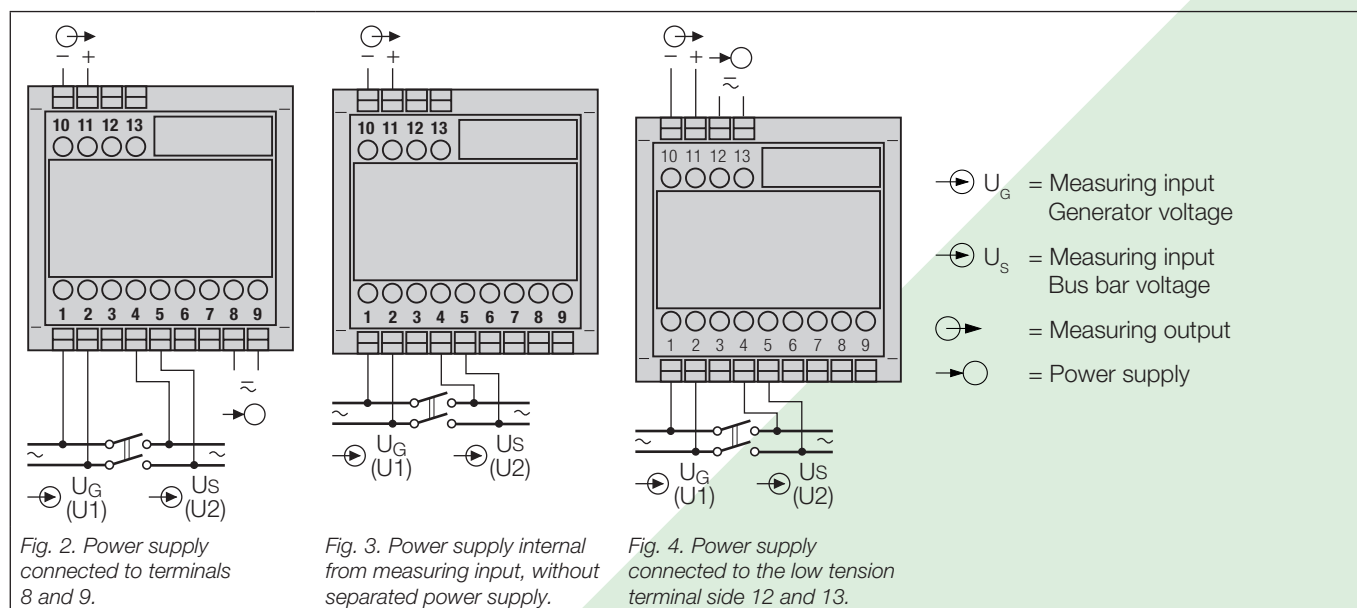 − +
10 11 12 13
1 2 3 4 5 6 7 8 9
~ ~
UG
(U1)
US
(U2)
Fig. 2. Power supply
connected to terminals
8 and 9.
− +
10 11 12 13
1 2 3 4 5 6 7 8 9
~ ~
UG
(U1)
US
(U2)
Fig. 3. Power supply internal
from measuring input, without
separated power supply.
− +
10 11 12 13
1 2 3 4 5 6 7 8 9
~ ~
UG
(U1)
US
(U2)
Fig. 4. Power supply
connected to the low tension
terminal side 12 and 13.
UG = Measuring input
Generator voltage
US = Measuring input
Bus bar voltage
= Measuring output
= Power supply